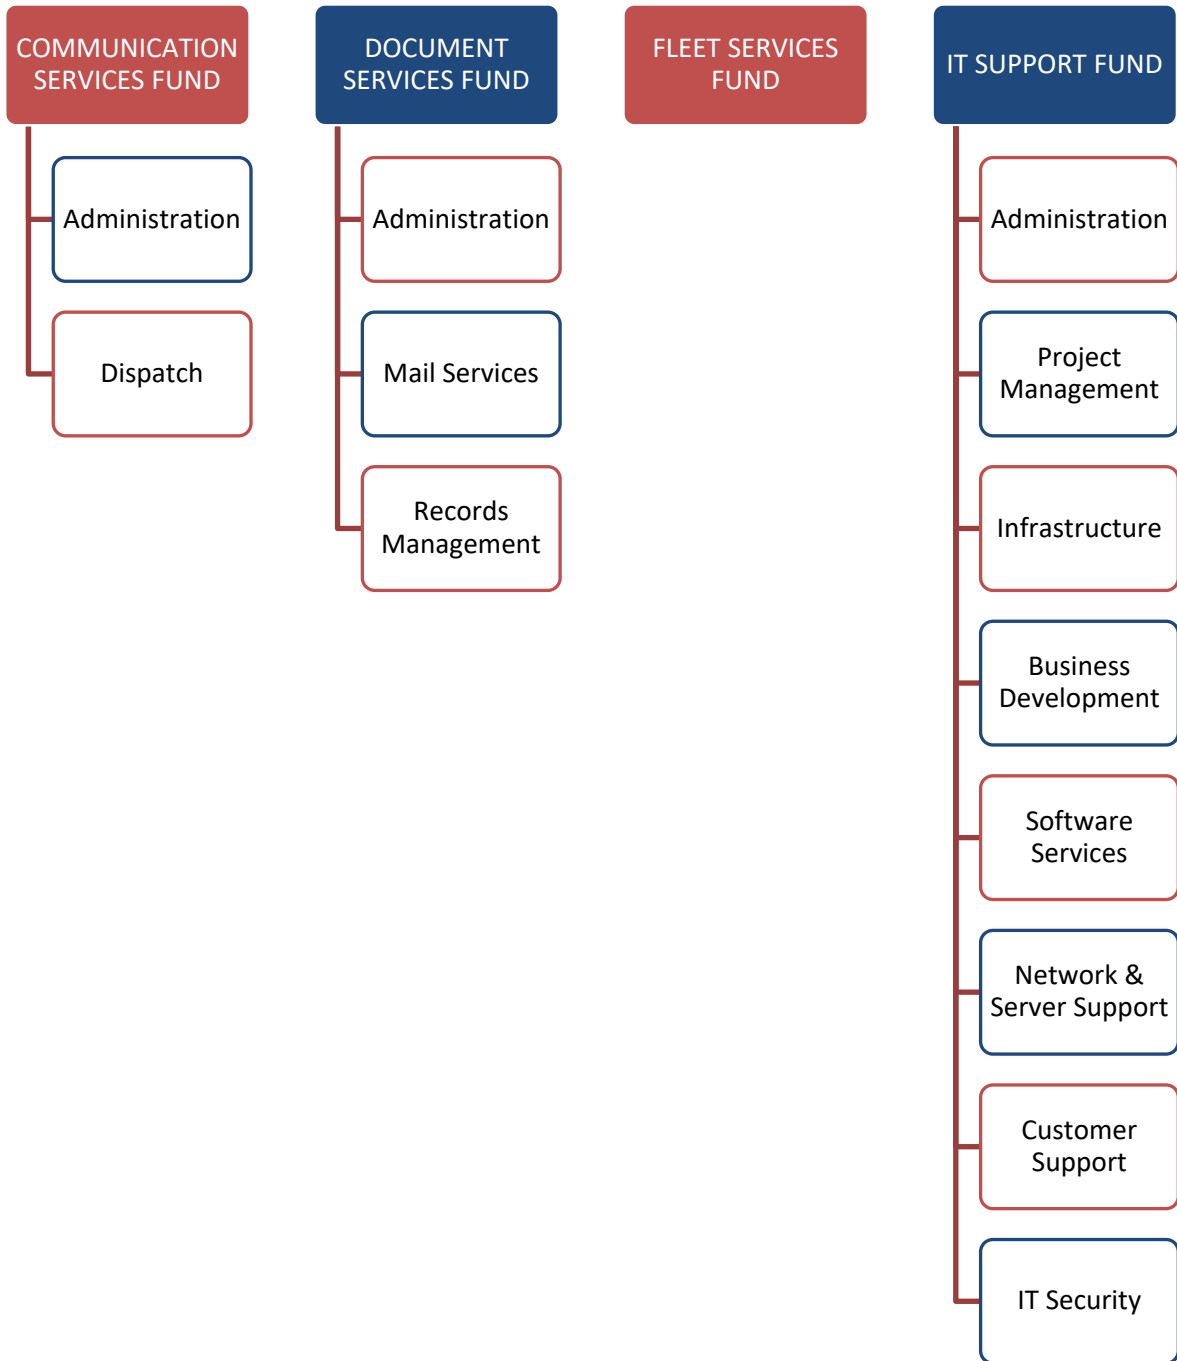 COMMUNICATION
SERVICES FUND
Administration
Dispatch
DOCUMENT
SERVICES FUND
Administration
Mail Services
Records
Management
FLEET SERVICES
FUND
IT SUPPORT FUND
Administration
Project
Management
Infrastructure
Business
Development
Software
Services
Network &
Server Support
Customer
Support
IT Security